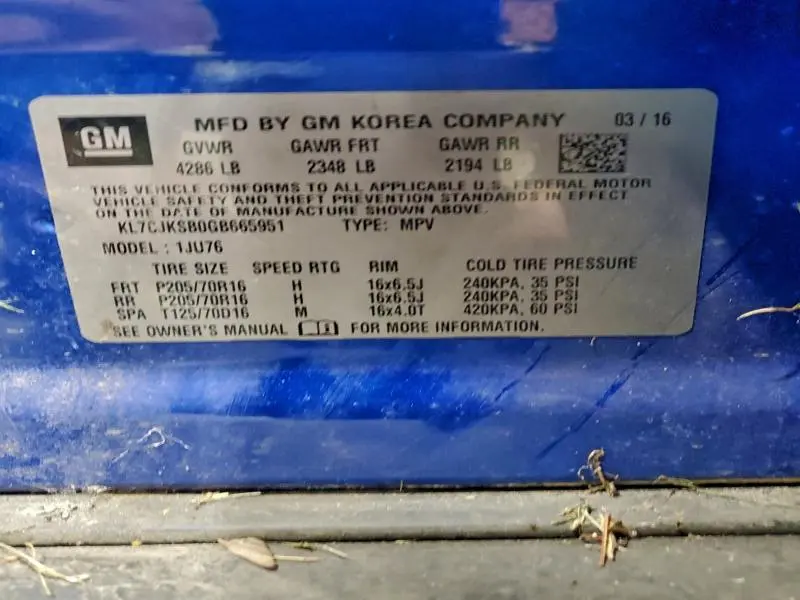 GM MFD BY GM KOREA COMPANY 03 / 16
GVWR GAWR FRT GAWR RR
4286 LB 2348 LB 2194 LB
THIS VEHICLE CONFORMS TO ALL APPLICABLE U.S. FEDERAL MOTOR
VEHICLE SAFETY AND THEFT PREVENTION STANDARDS IN EFFECT
ON THE DATE OF MANUFACTURE SHOWN ABOVE.
KL7CJKSB0GB665951 TYPE: MPV
MODEL : 1JU76
TIRE SIZE SPEED RTG RIM COLD TIRE PRESSURE
FRT P205/70R16 H 16x6.5J 240KPA, 35 PSI
RR P205/70R16 H 16x6.5J 240KPA, 35 PSI
SPA T125/70D16 M 16x4.0T 420KPA, 60 PSI
SEE OWNER'S MANUAL FOR MORE INFORMATION.